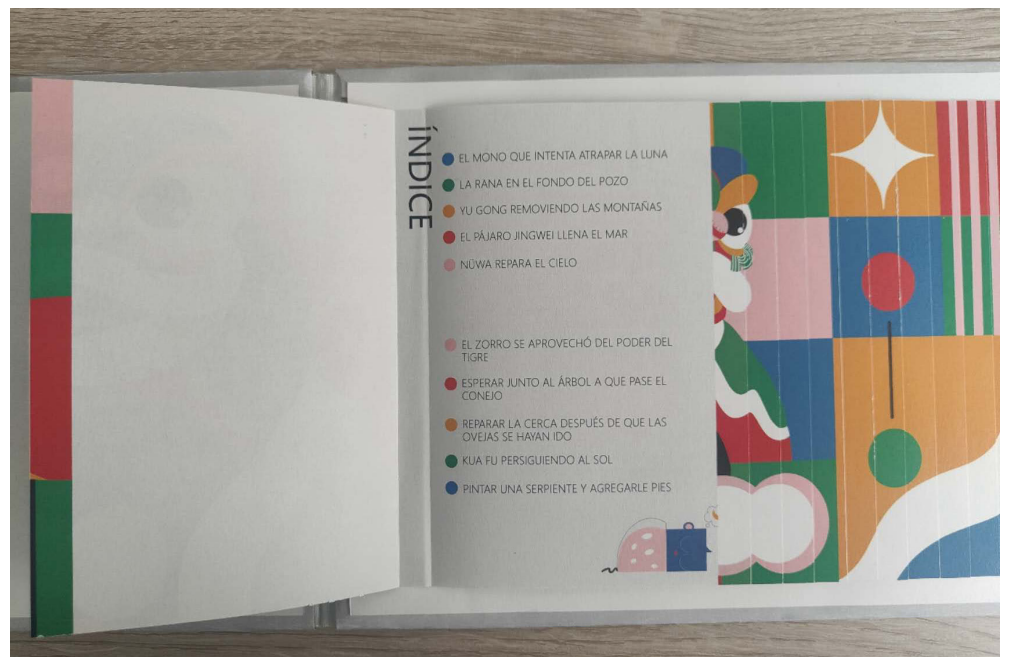 ÍNDICE
EL MONO QUE INTENTA ATRAPAR LA LUNA
LA RANA EN EL FONDO DEL POZO
YU GONG REMOVIENDO LAS MONTAÑAS
EL PÁJARO JINGWEI LLENA EL MAR
NÜWA REPARA EL CIELO
EL ZORRO SE APROVECHÓ DEL PODER DEL
TIGRE
ESPERAR JUNTO AL ÁRBOL A QUE PASE EL
CONEJO
REPARAR LA CERCA DESPUÉS DE QUE LAS
OVEJAS SE HAYAN IDO
KUA FU PERSIGUIENDO AL SOL
PINTAR UNA SERPIENTE Y AGREGARLE PIES